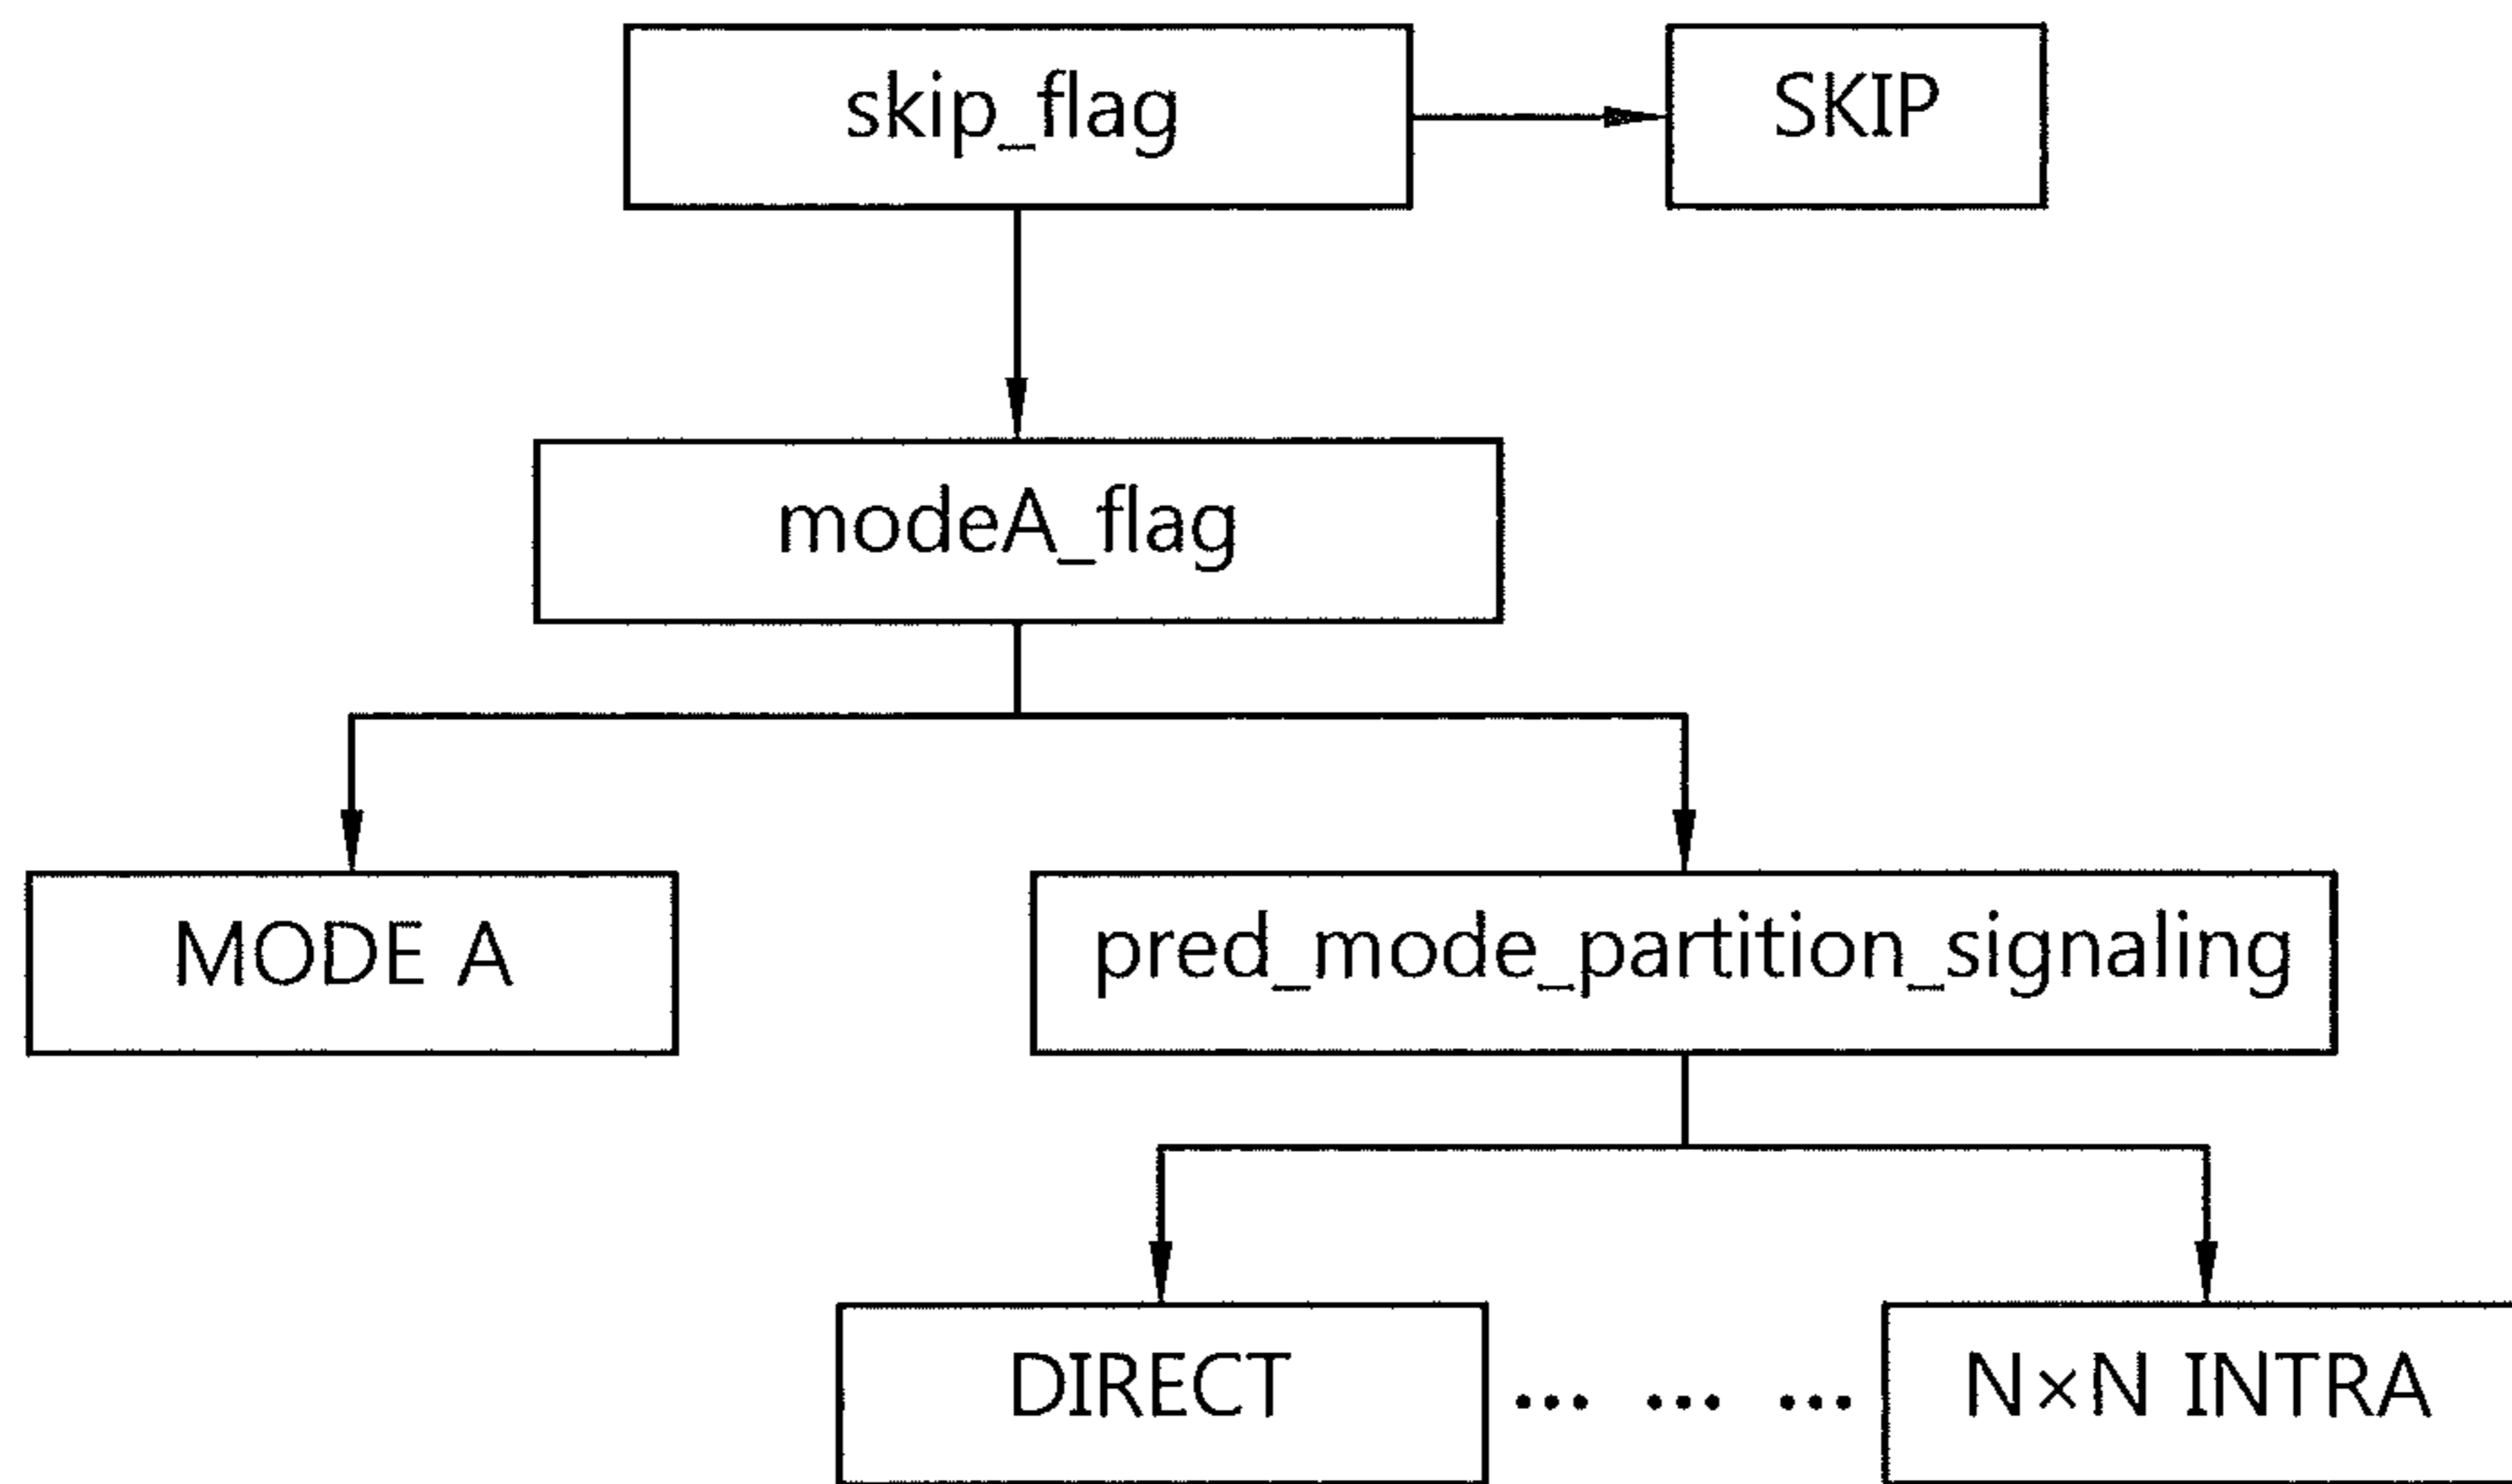 skip_flag
SKIP
modeA_flag
MODE A
pred_mode_partition_signaling
DIRECT
... ... ...
N×N INTRA